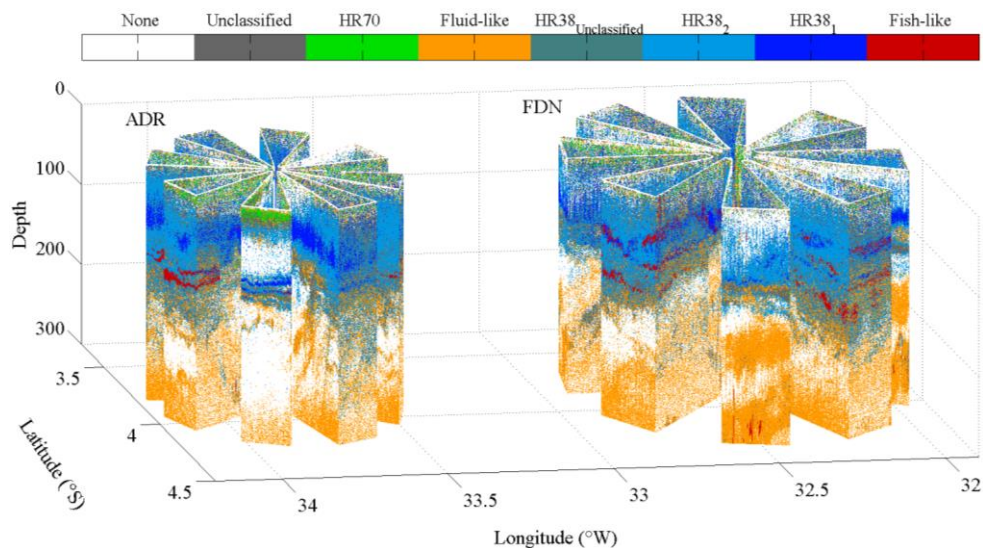 None Unclassified HR70 Fluid-like HR38Unclassified HR382 HR381 Fish-like
0
ADR
FDN
100
Depth
200
300
3.5
4
4.5
Latitude (°S)
34
33.5
33
32.5
32
Longitude (°W)